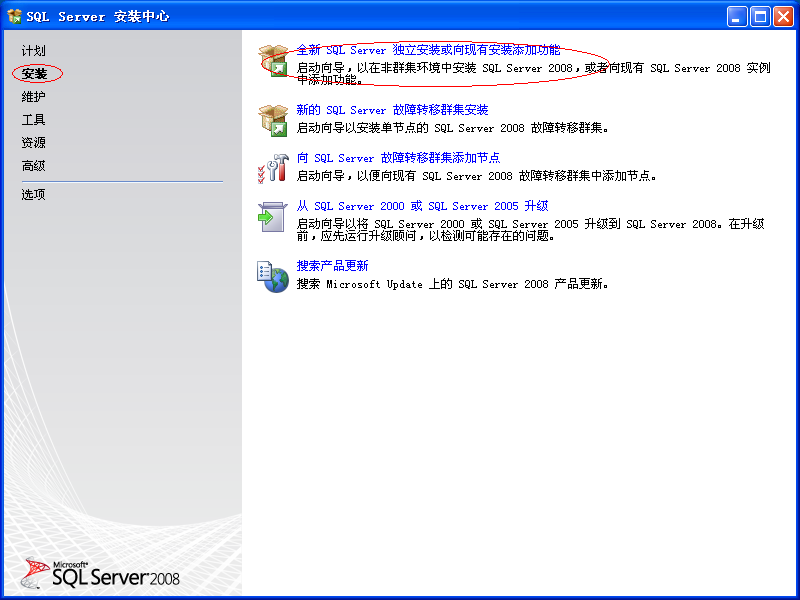 SQL Server 安装中心
计划
安装
维护
工具
资源
高级
选项
全新 SQL Server 独立安装或向现有安装添加功能
启动向导，以在非群集环境中安装 SQL Server 2008，或者向现有 SQL Server 2008 实例
中添加功能。
新的 SQL Server 故障转移群集安装
启动向导以安装单节点的 SQL Server 2008 故障转移群集。
向 SQL Server 故障转移群集添加节点
启动向导，以便向现有 SQL Server 2008 故障转移群集中添加节点。
从 SQL Server 2000 或 SQL Server 2005 升级
启动向导以将 SQL Server 2000 或 SQL Server 2005 升级到 SQL Server 2008。在升级
前，应先运行升级顾问，以检测可能存在的问题。
搜索产品更新
搜索 Microsoft Update 上的 SQL Server 2008 产品更新。
Microsoft®
SQL Server 2008